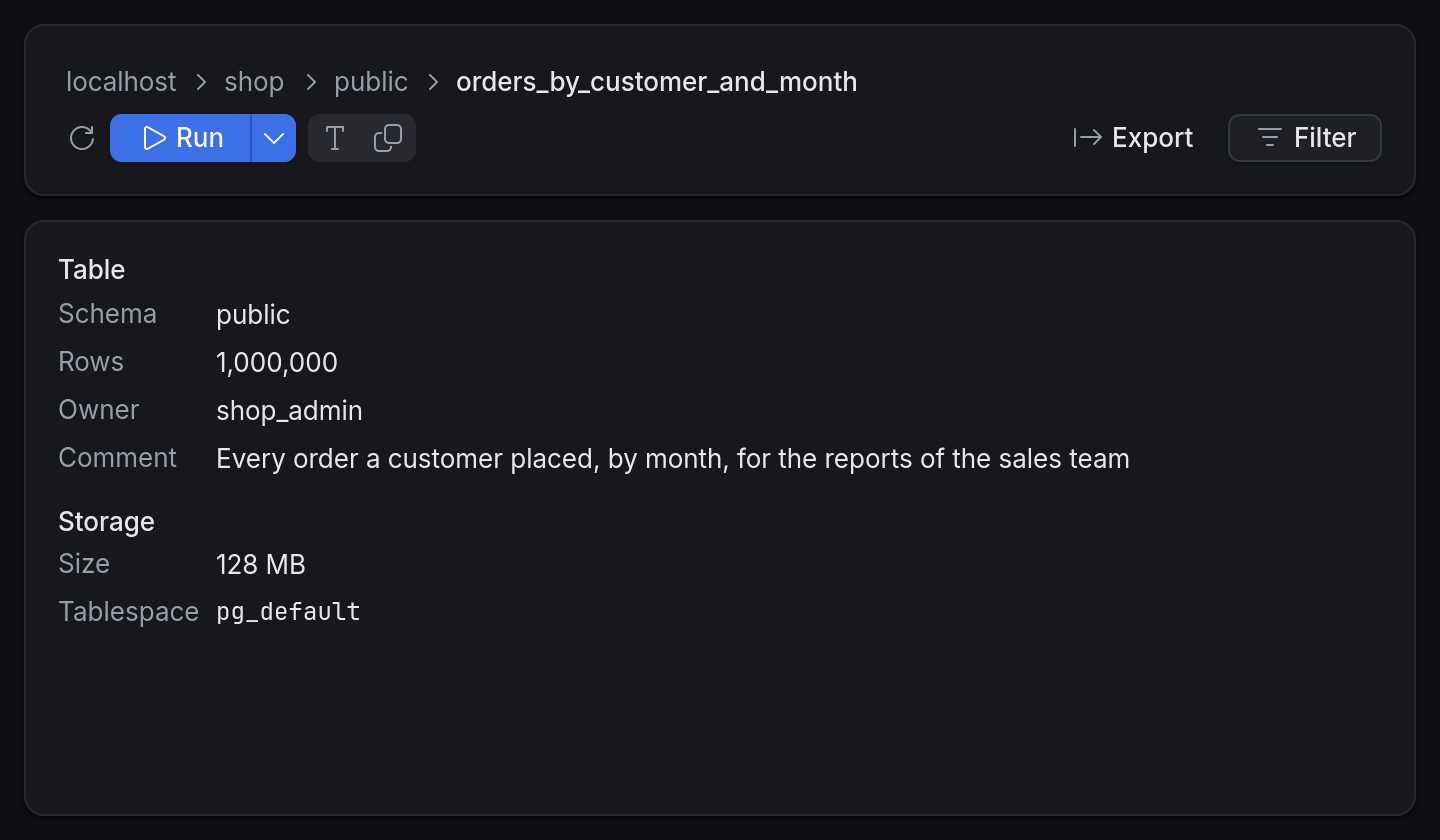 localhost shop public orders_by_customer_and_month
Run Export Filter
Table
Schema public
Rows 1,000,000
Owner shop_admin
Comment Every order a customer placed, by month, for the reports of the sales team
Storage
Size 128 MB
Tablespace pg_default